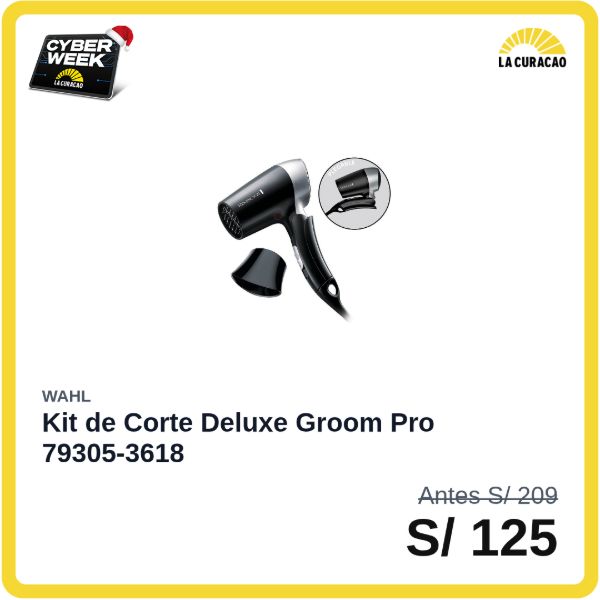 CYBER
WEEK
LA CURACAO
LA CURACAO
WAHL
Kit de Corte Deluxe Groom Pro
79305-3618
Antes S/ 209
S/ 125